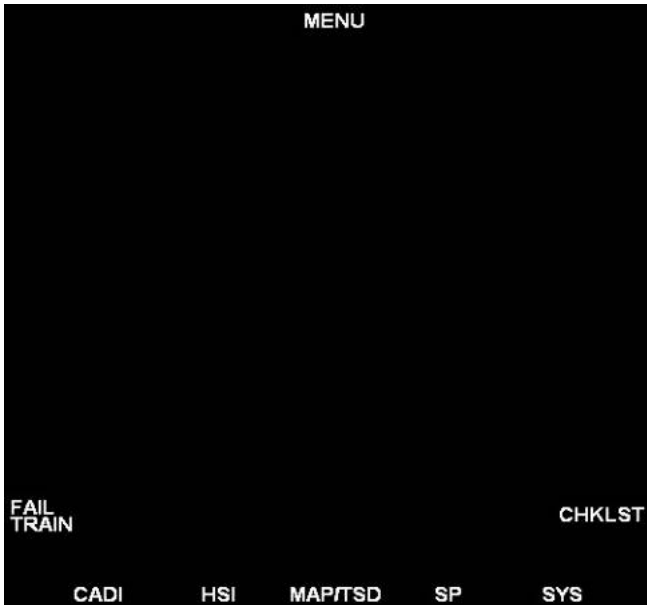 MENU
FAIL
TRAIN
CHKLST
CADI HSI MAP/TSD SP SYS